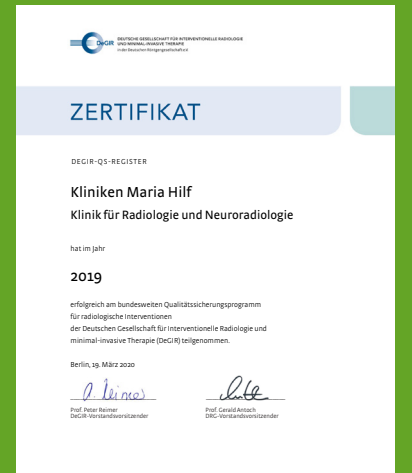 DeGIR
DEUTSCHE GESELLSCHAFT FÜR INTERVENTIONELLE RADIOLOGIE
UND MINIMAL-INVASIVE THERAPIE
in der Deutschen Röntgengesellschaft e.V.
ZERTIFIKAT
DEGIR-QS-REGISTER
Kliniken Maria Hilf
Klinik für Radiologie und Neuroradiologie
hat im Jahr
2019
erfolgreich am bundesweiten Qualitätssicherungsprogramm
für radiologische Interventionen
der Deutschen Gesellschaft für Interventionelle Radiologie und
minimal-invasive Therapie (DeGIR) teilgenommen.
Berlin, 19. März 2020
Prof. Peter Reimer
DeGIR-Vorstandsvorsitzender
Prof. Gerald Antoch
DRG-Vorstandsvorsitzender